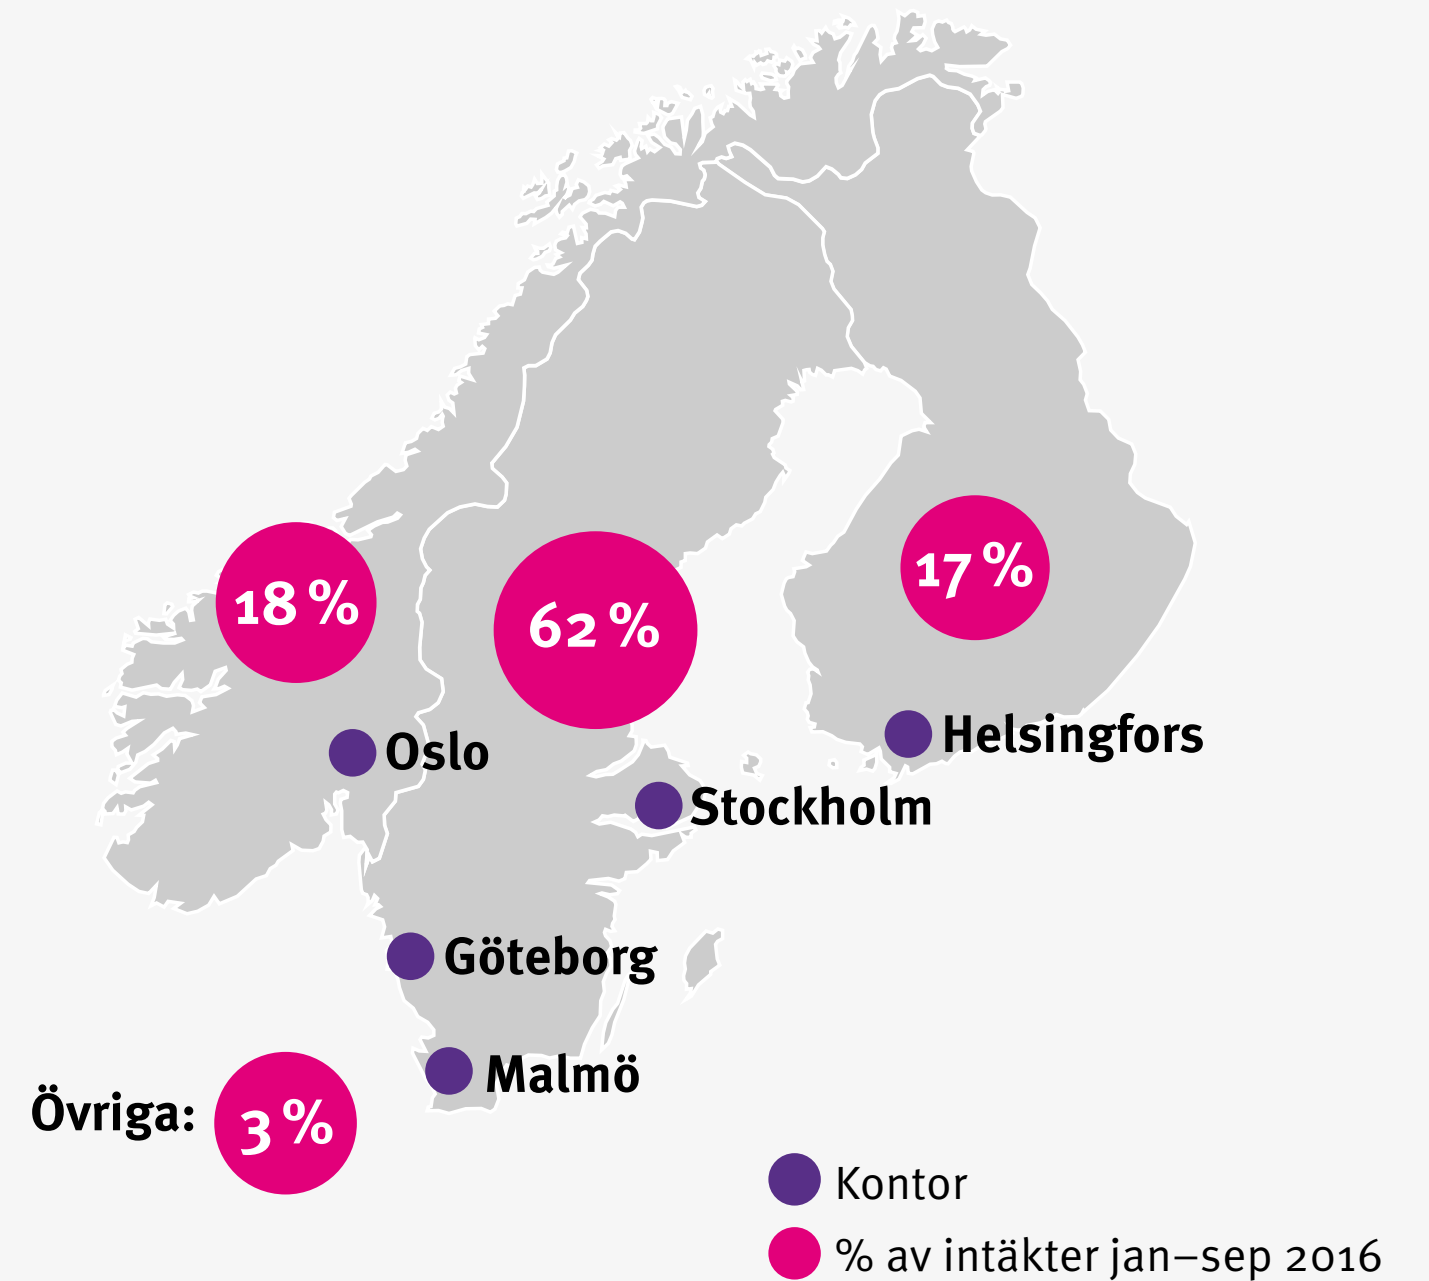 17 %
18 %
62 %
Helsingfors
Oslo
Stockholm
Göteborg
Malmö
Övriga: 3 %
Kontor
% av intäkter jan–sep 2016